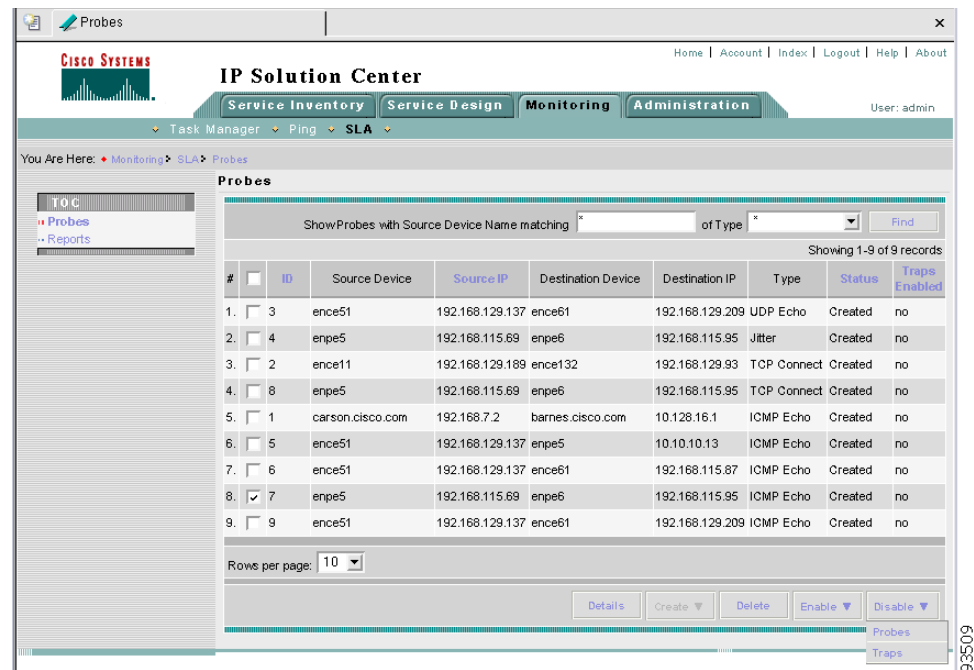 Probes
x
CISCO SYSTEMS
Home | Account | Index | Logout | Help | About
IP Solution Center
Service Inventory Service Design Monitoring Administration
User: admin
Task Manager Ping SLA
You Are Here: Monitoring SLA Probes
Probes
TOC
Probes
Reports
Show Probes with Source Device Name matching * of Type * Find
Showing 1-9 of 9 records
# ID Source Device Source IP Destination Device Destination IP Type Status Traps Enabled
1. 3 ence51 192.168.129.137 ence61 192.168.129.209 UDP Echo Created no
2. 4 enpe5 192.168.115.69 enpe6 192.168.115.95 Jitter Created no
3. 2 ence11 192.168.129.189 ence132 192.168.129.93 TCP Connect Created no
4. 8 enpe5 192.168.115.69 enpe6 192.168.115.95 TCP Connect Created no
5. 1 carson.cisco.com 192.168.7.2 barnes.cisco.com 10.128.16.1 ICMP Echo Created no
6. 5 ence51 192.168.129.137 enpe5 10.10.10.13 ICMP Echo Created no
7. 6 ence51 192.168.129.137 ence61 192.168.115.87 ICMP Echo Created no
8. 7 enpe5 192.168.115.69 enpe6 192.168.115.95 ICMP Echo Created no
9. 9 ence51 192.168.129.137 ence61 192.168.129.209 ICMP Echo Created no
Rows per page: 10
Details Create Delete Enable Disable
Probes
Traps
93509